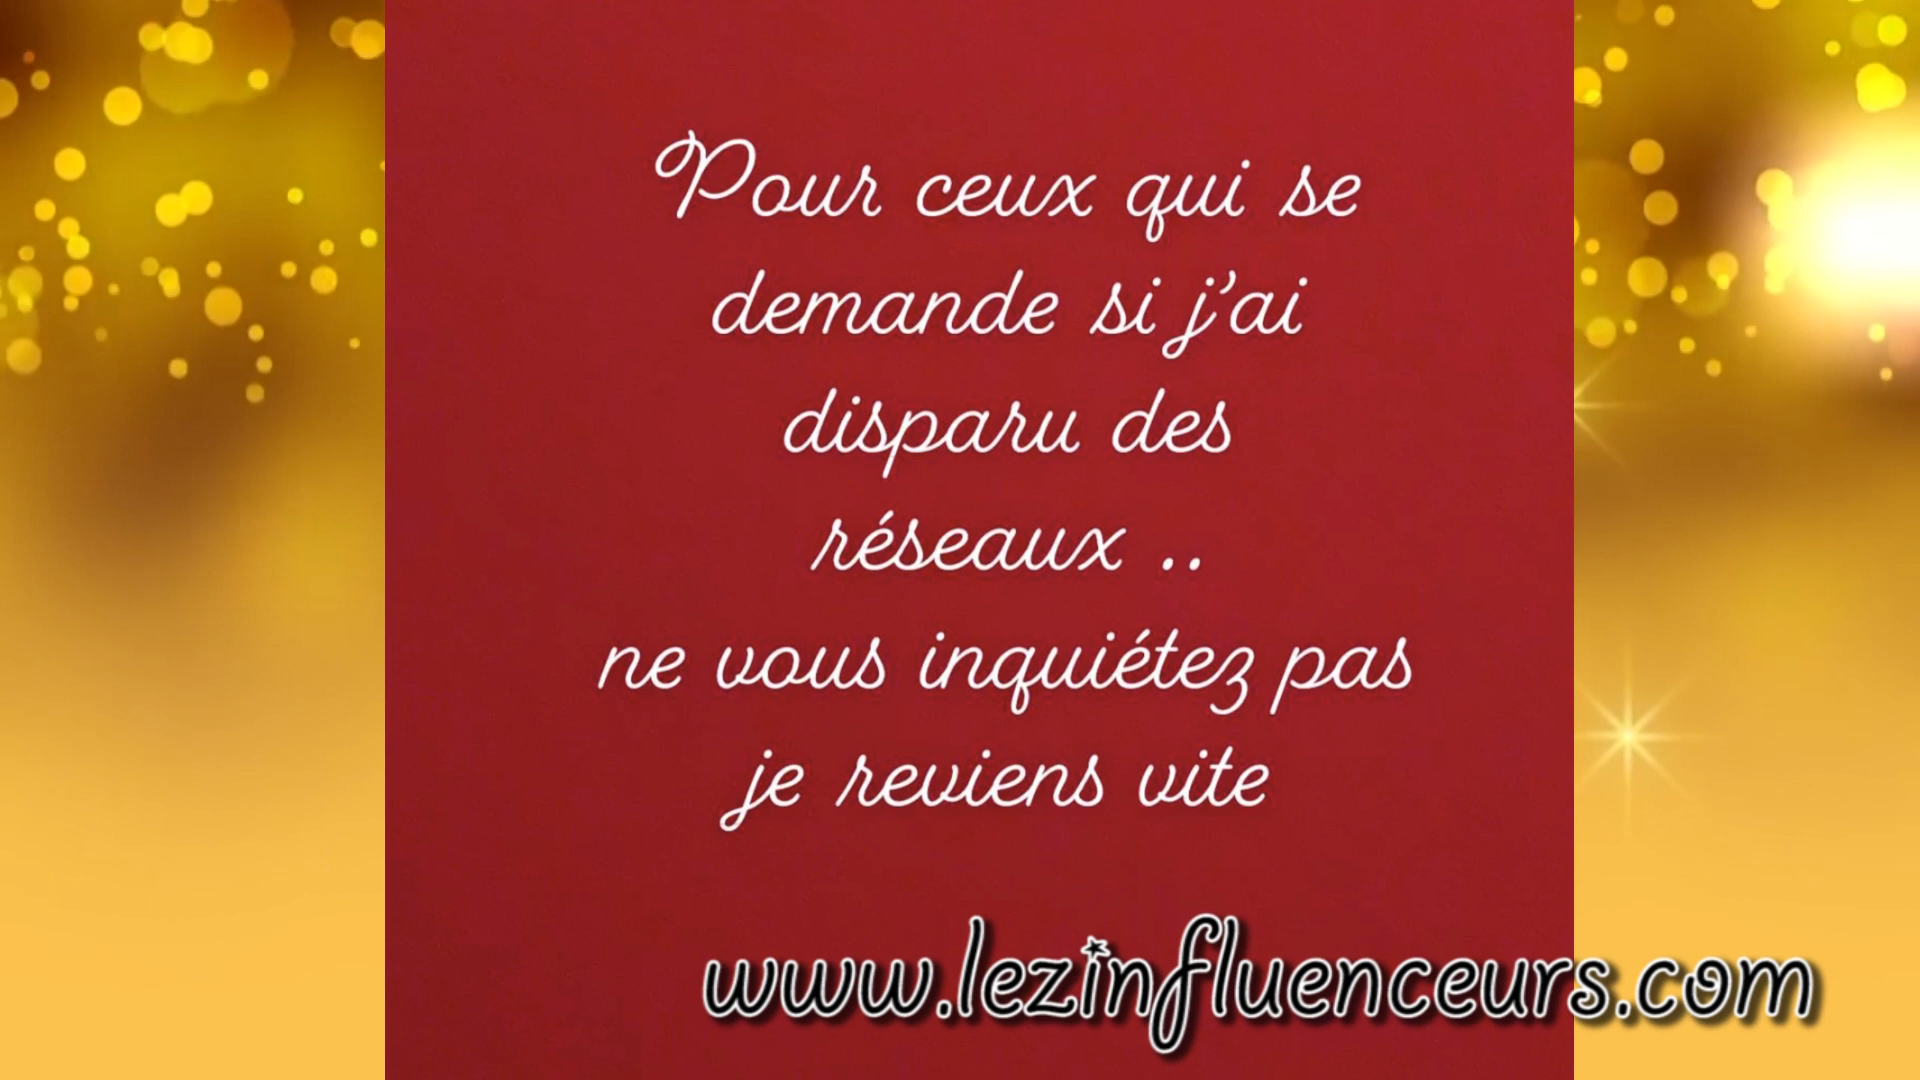 Pour ceux qui se
demande si j’ai
disparu des
réseaux ..
ne vous inquiétez pas
je reviens vite
www.lezinfluenceurs.com